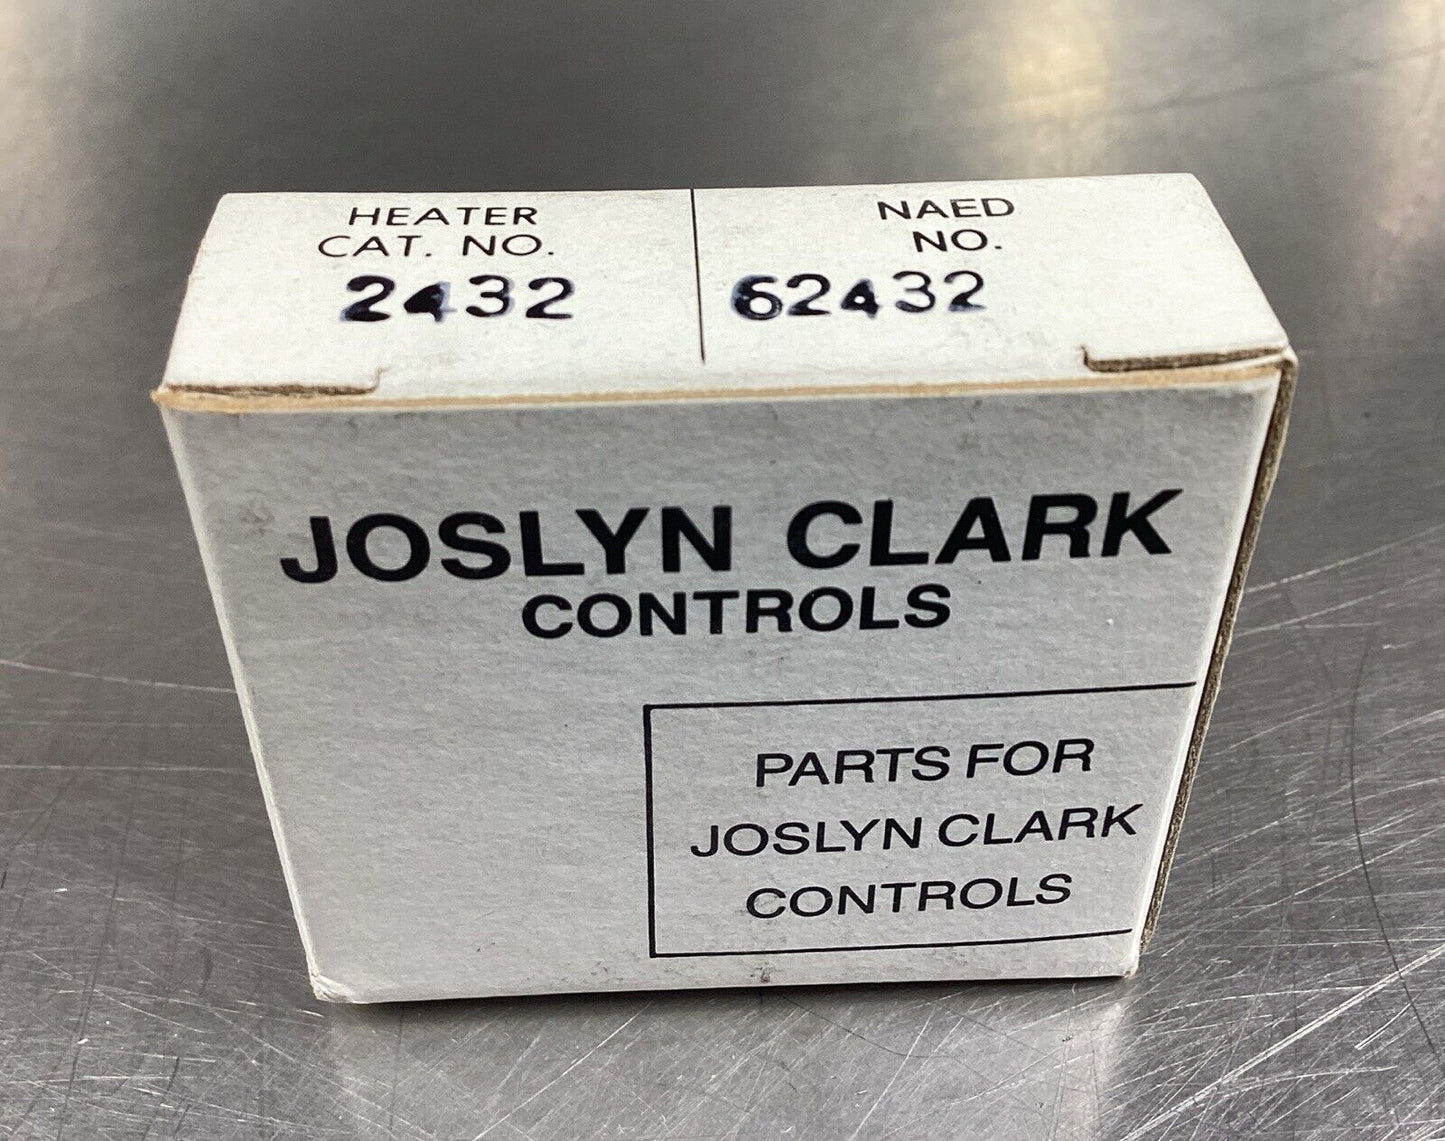 HEATER
CAT. NO.
2432
NAED
NO.
62432
JOSLYN CLARK
CONTROLS
PARTS FOR
JOSLYN CLARK
CONTROLS